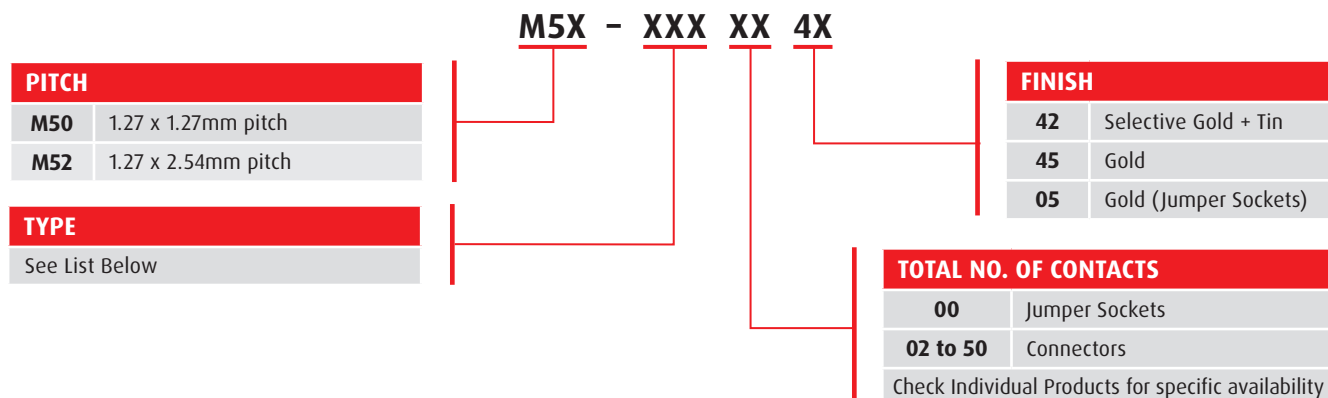 M5X – XXX XX 4X
PITCH
M50 1.27 x 1.27mm pitch
M52 1.27 x 2.54mm pitch
TYPE
See List Below
FINISH
42 Selective Gold + Tin
45 Gold
05 Gold (Jumper Sockets)
TOTAL NO. OF CONTACTS
00 Jumper Sockets
02 to 50 Connectors
Check Individual Products for specific availability